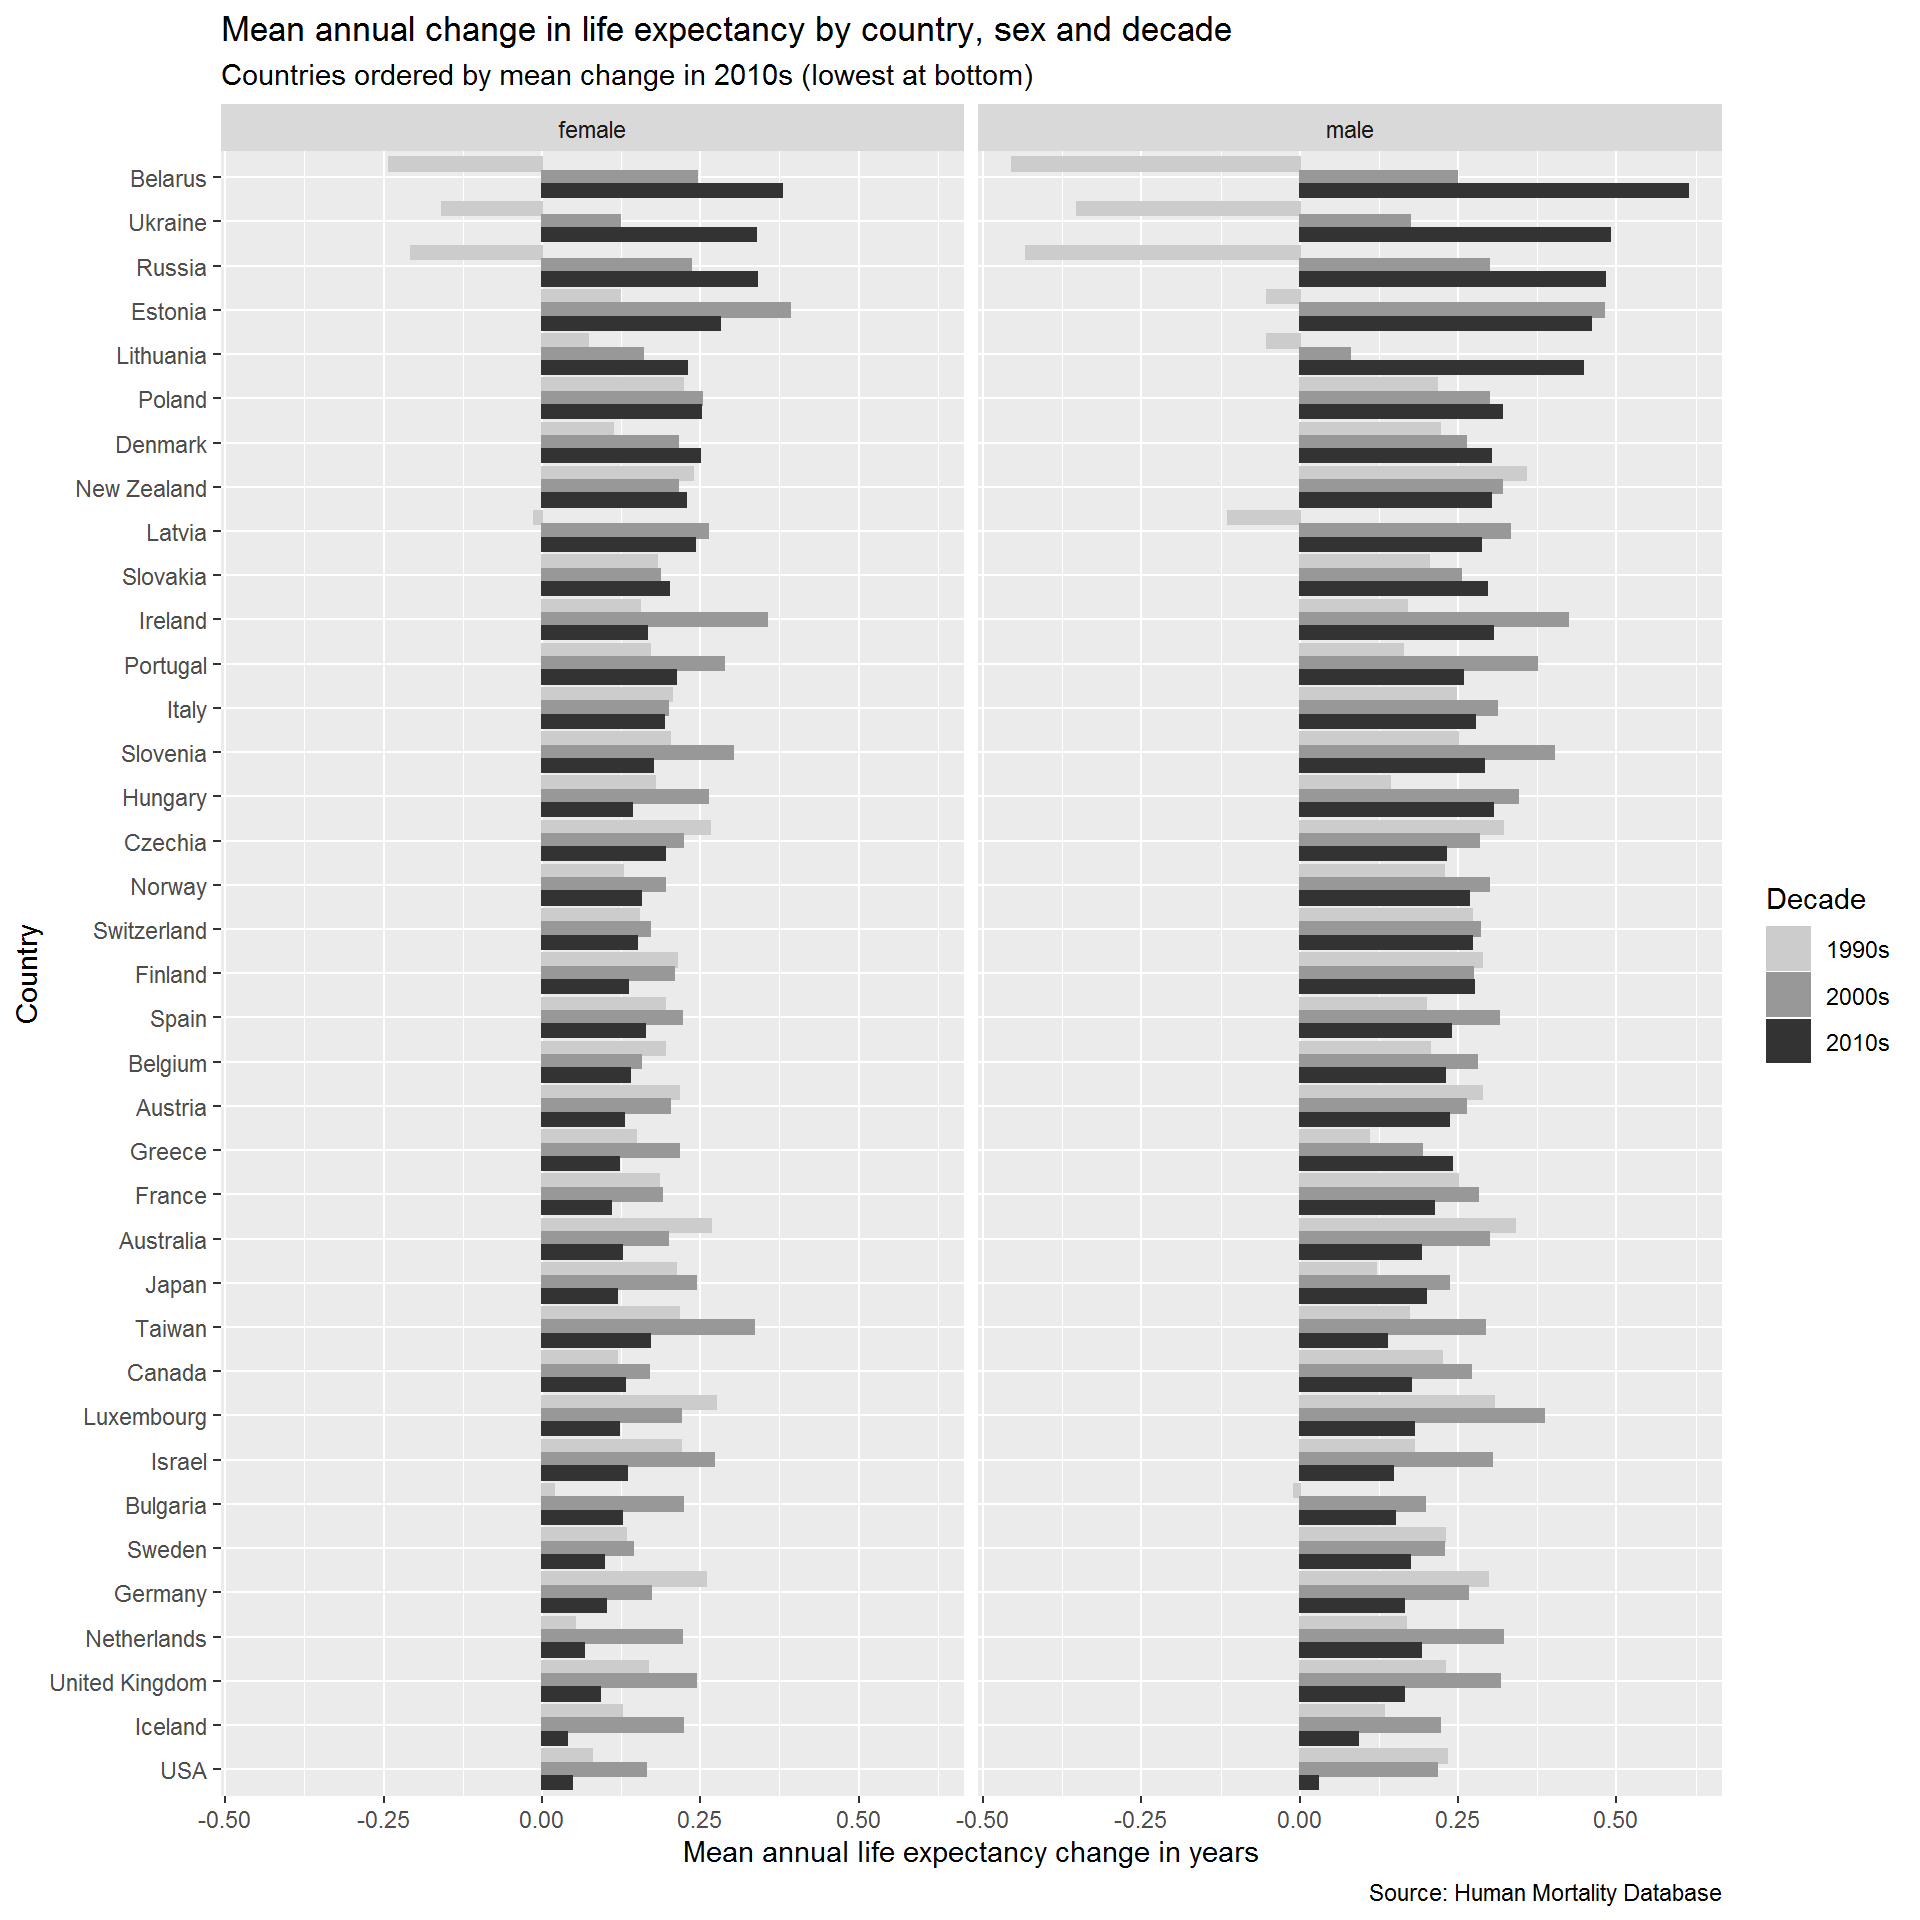 Mean annual change in life expectancy by country, sex and decade
Countries ordered by mean change in 2010s (lowest at bottom)
female
male
Belarus
Ukraine
Russia
Estonia
Lithuania
Poland
Denmark
New Zealand
Latvia
Slovakia
Ireland
Portugal
Italy
Slovenia
Hungary
Czechia
Norway
Switzerland
Finland
Spain
Belgium
Austria
Greece
France
Australia
Japan
Taiwan
Canada
Luxembourg
Israel
Bulgaria
Sweden
Germany
Netherlands
United Kingdom
Iceland
USA
Country
-0.50 -0.25 0.00 0.25 0.50 -0.50 -0.25 0.00 0.25 0.50
Mean annual life expectancy change in years
Decade
1990s
2000s
2010s
Source: Human Mortality Database